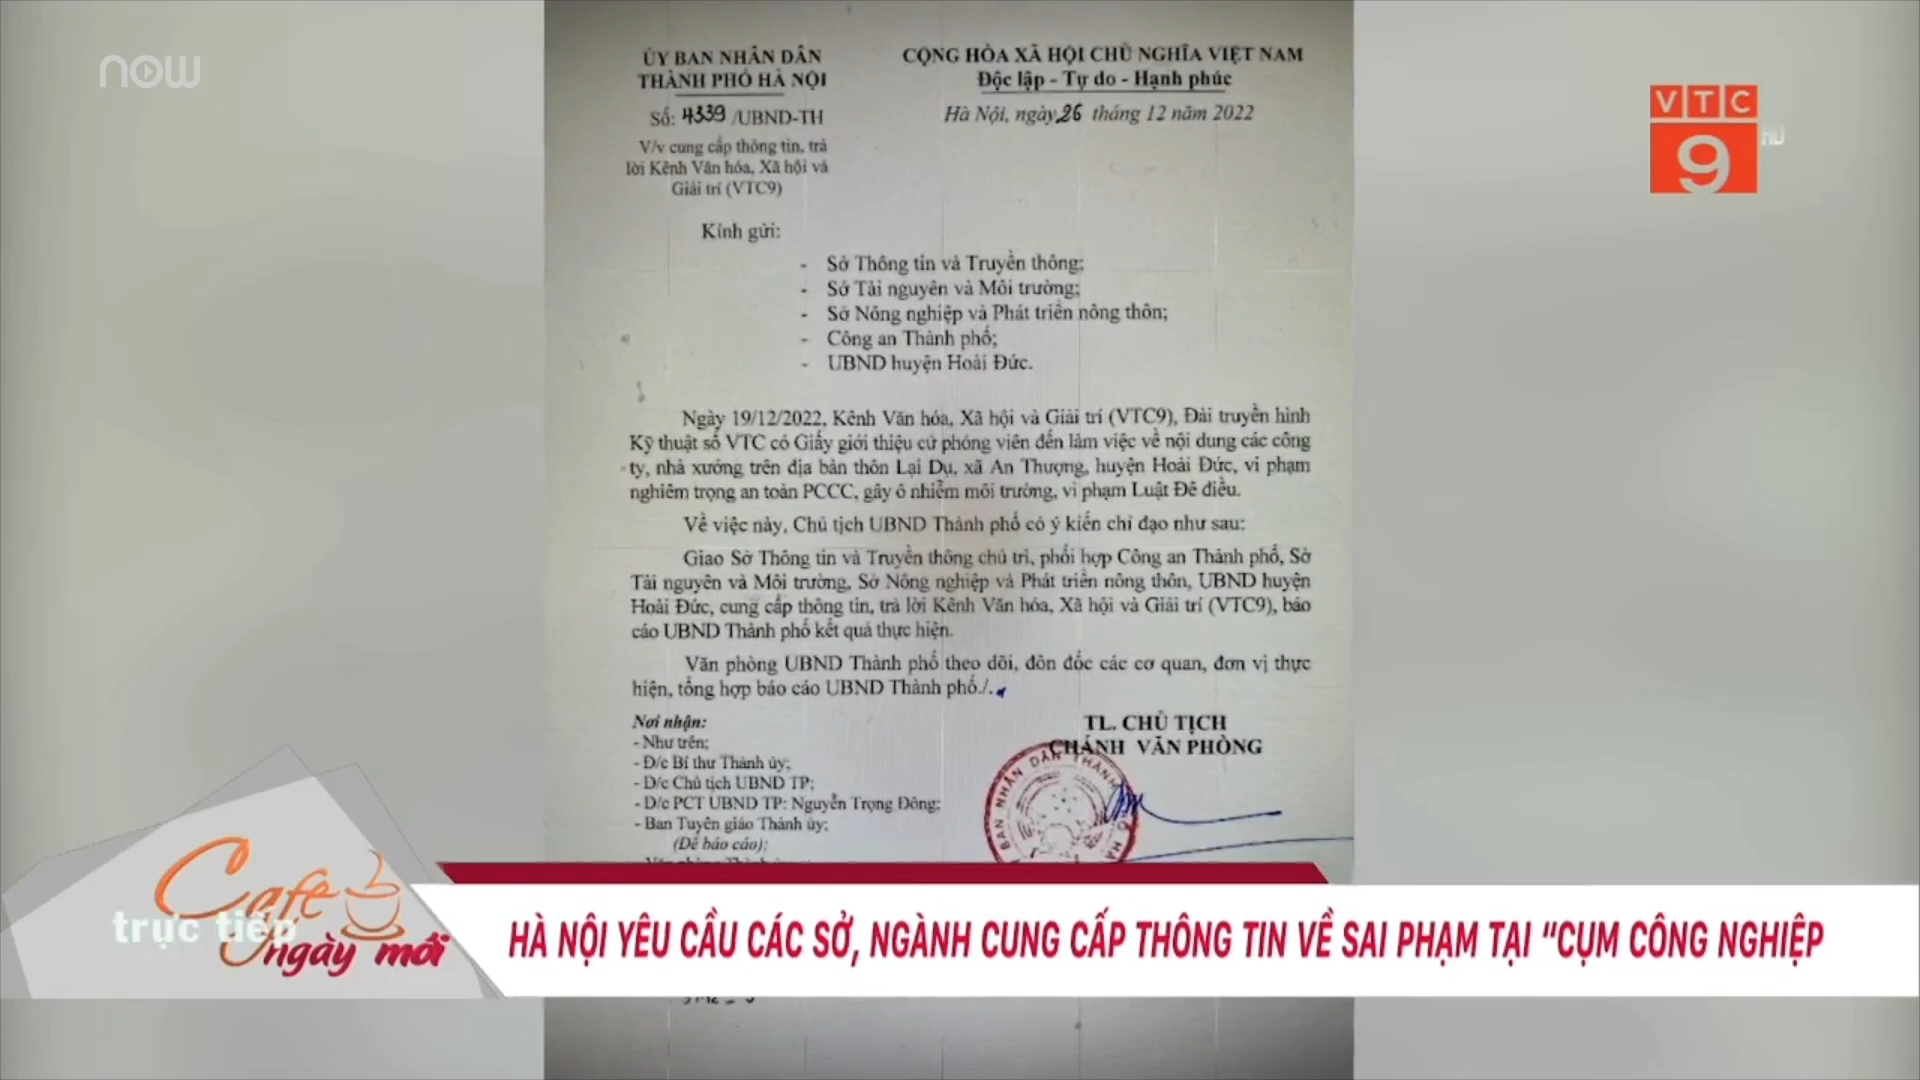 now
VTC
9
HD
ỦY BAN NHÂN DÂN
THÀNH PHỐ HÀ NỘI
Số: 4339 /UBND-TH
V/v cung cấp thông tin, trả
lời Kênh Văn hóa, Xã hội và
Giải trí (VTC9)
CỘNG HÒA XÃ HỘI CHỦ NGHĨA VIỆT NAM
Độc lập - Tự do - Hạnh phúc
Hà Nội, ngày 26 tháng 12 năm 2022
Kính gửi:
- Sở Thông tin và Truyền thông;
- Sở Tài nguyên và Môi trường;
- Sở Nông nghiệp và Phát triển nông thôn;
- Công an Thành phố;
- UBND huyện Hoài Đức.
Ngày 19/12/2022, Kênh Văn hóa, Xã hội và Giải trí (VTC9), Đài truyền hình
Kỹ thuật số VTC có Giấy giới thiệu cử phóng viên đến làm việc về nội dung các công
ty, nhà xưởng trên địa bàn thôn Lại Dụ, xã An Thượng, huyện Hoài Đức, vi phạm
nghiêm trọng an toàn PCCC, gây ô nhiễm môi trường, vi phạm Luật Đê điều.
Về việc này, Chủ tịch UBND Thành phố có ý kiến chỉ đạo như sau:
Giao Sở Thông tin và Truyền thông chủ trì, phối hợp Công an Thành phố, Sở
Tài nguyên và Môi trường, Sở Nông nghiệp và Phát triển nông thôn, UBND huyện
Hoài Đức, cung cấp thông tin, trả lời Kênh Văn hóa, Xã hội và Giải trí (VTC9), báo
cáo UBND Thành phố kết quả thực hiện.
Văn phòng UBND Thành phố theo dõi, đôn đốc các cơ quan, đơn vị thực
hiện, tổng hợp báo cáo UBND Thành phố./.
Nơi nhận:
- Như trên;
- Đ/c Bí thư Thành ủy;
- Đ/c Chủ tịch UBND TP;
- Đ/c PCT UBND TP: Nguyễn Trọng Đông;
- Ban Tuyên giáo Thành ủy;
(Để báo cáo);
TL. CHỦ TỊCH
CHÁNH VĂN PHÒNG
BAN NHÂN DÂN THÀNH
Cafe
trực tiếp
ngày mới
HÀ NỘI YÊU CẦU CÁC SỞ, NGÀNH CUNG CẤP THÔNG TIN VỀ SAI PHẠM TẠI “CỤM CÔNG NGHIỆP